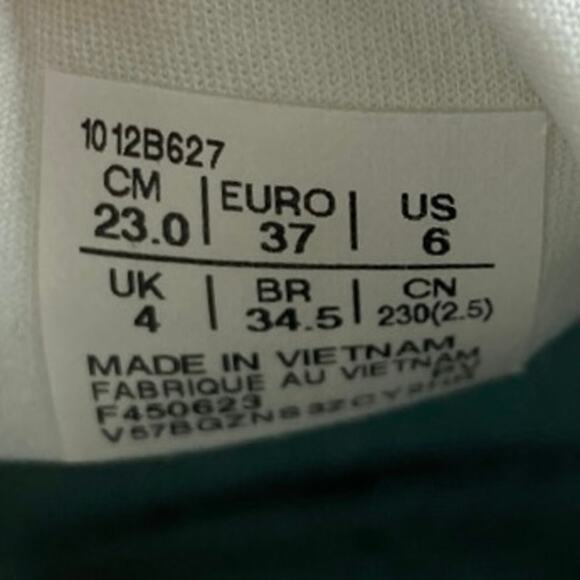 1012B627
CM 23.0 | EURO 37 | US 6
UK 4 | BR 34.5 | CN 230(2.5)
MADE IN VIETNAM
FABRIQUE AU VIETNAM
F450623